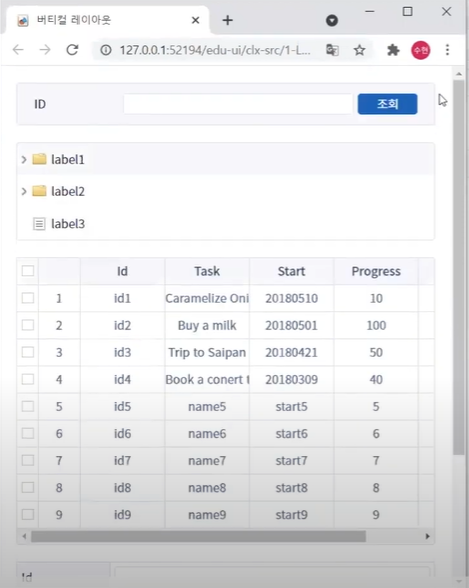 버티컬 레이아웃
127.0.0.1:52194/edu-ui/clx-src/1-L...
수현
ID 조회
label1
label2
label3
Id Task Start Progress
1 id1 Caramelize Oni 20180510 10
2 id2 Buy a milk 20180501 100
3 id3 Trip to Saipan 20180421 50
4 id4 Book a conert t 20180309 40
5 id5 name5 start5 5
6 id6 name6 start6 6
7 id7 name7 start7 7
8 id8 name8 start8 8
9 id9 name9 start9 9
Id